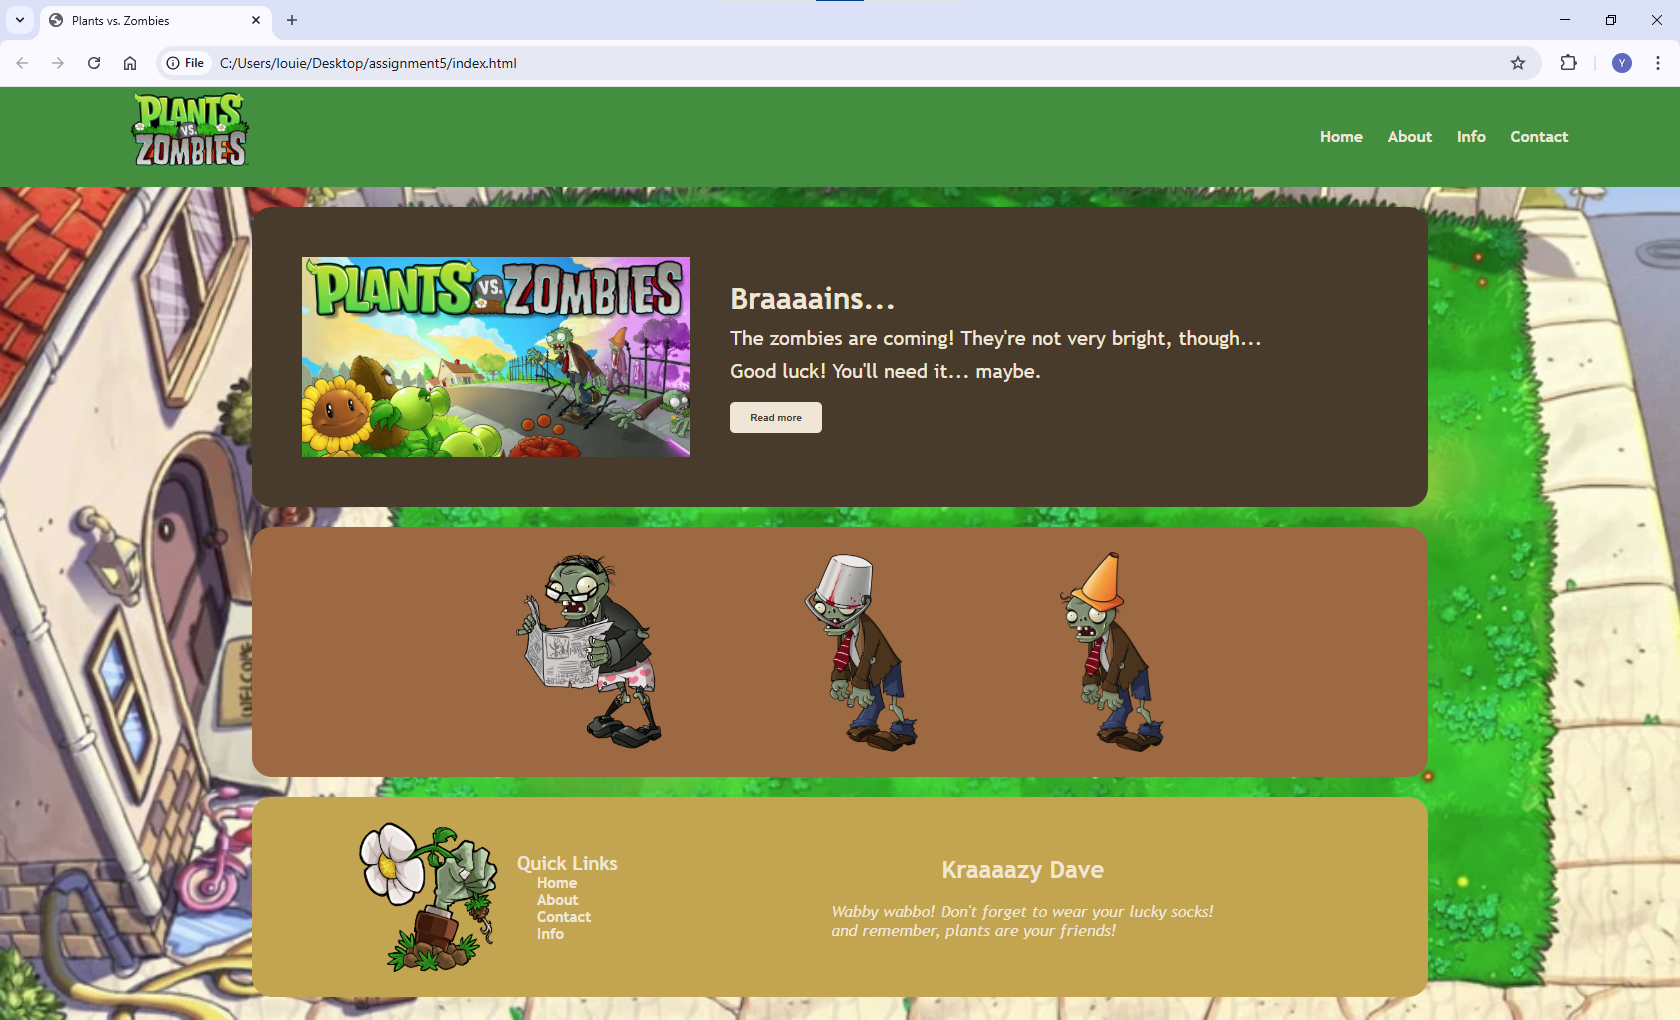 Plants vs. Zombies
File
C:/Users/louie/Desktop/assignment5/index.html
Y
PLANTS
VS.
ZOMBIES
Home
About
Info
Contact
PLANTS VS. ZOMBIES
Braaaains...
The zombies are coming! They're not very bright, though...
Good luck! You'll need it... maybe.
Read more
WELCOME
Quick Links
Home
About
Contact
Info
Kraaaazy Dave
Wabby wabbo! Don't forget to wear your lucky socks!
and remember, plants are your friends!